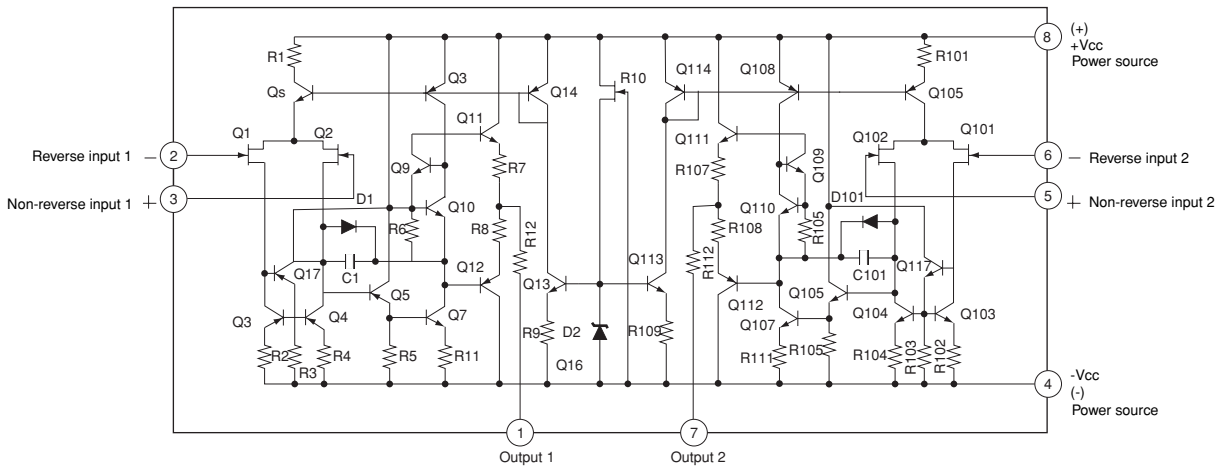 R1
Qs
Q3
Q14
R10
Q114
Q108
R101
Q105
8
(+)
+Vcc
Power source
Q1
Q2
Q11
Q111
Q102
Q101
Reverse input 1
−
2
Q9
R7
R107
Q109
6
− Reverse input 2
Non-reverse input 1
+
3
D1
Q10
Q110
D101
5
+ Non-reverse input 2
R6
R8
R12
R108
R105
R112
Q17
C1
Q12
Q13
Q113
Q112
C101
Q117
Q3
Q4
Q5
Q7
Q105
Q107
Q104
Q103
R2
R3
R4
R5
R11
R9
D2
Q16
R109
R111
R105
R104
R103
R102
4
-Vcc
(-)
Power source
1
Output 1
7
Output 2